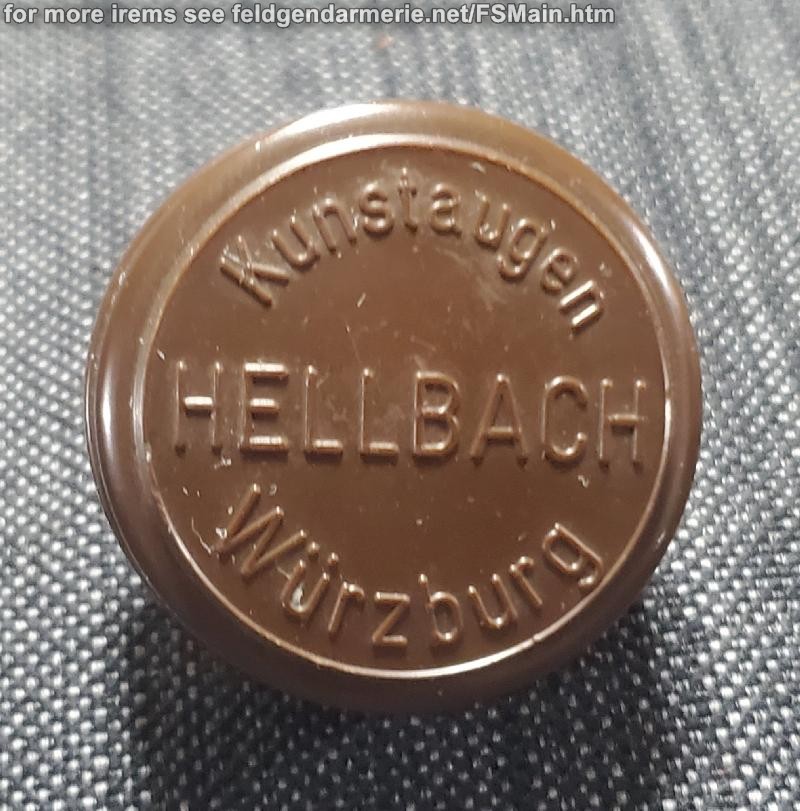 for more irems see feldgendarmerie.net/FSMain.htm
Kunstaugen
HELLBACH
Würzburg